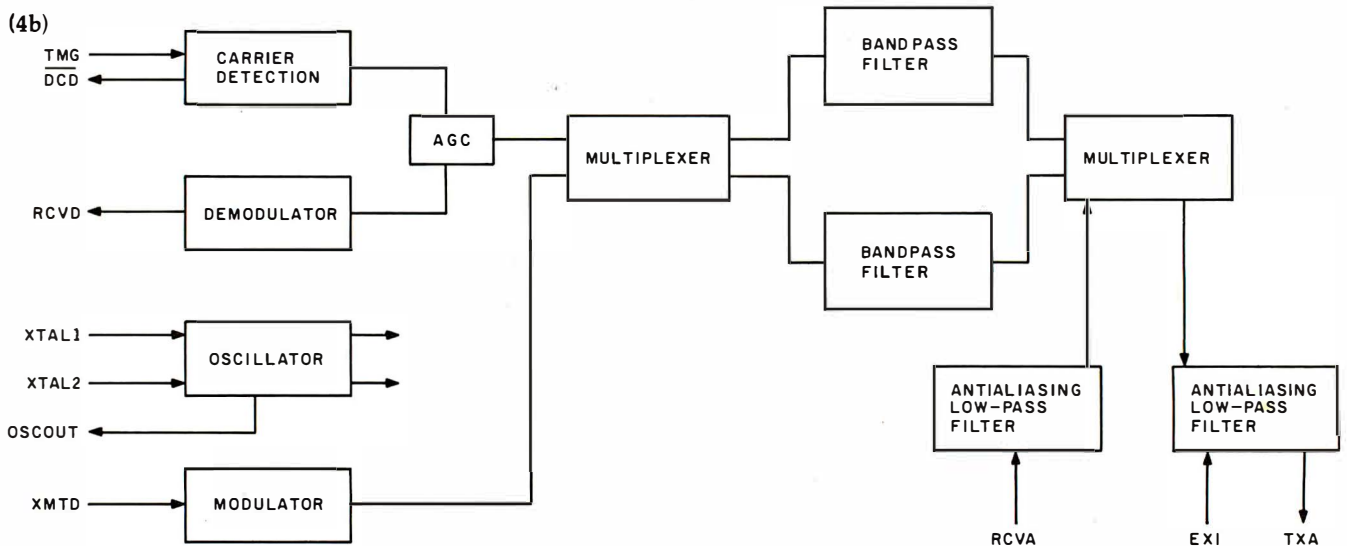 (4b)
TMG
DCD
CARRIER
DETECTION
AGC
RCVD
DEMODULATOR
MULTIPLEXER
BANDPASS
FILTER
BANDPASS
FILTER
MULTIPLEXER
XTAL1
XTAL2
OSCILLATOR
OSCOUT
XMTD
MODULATOR
ANTIALIASING
LOW-PASS
FILTER
ANTIALIASING
LOW-PASS
FILTER
RCVA
EXI
TXA